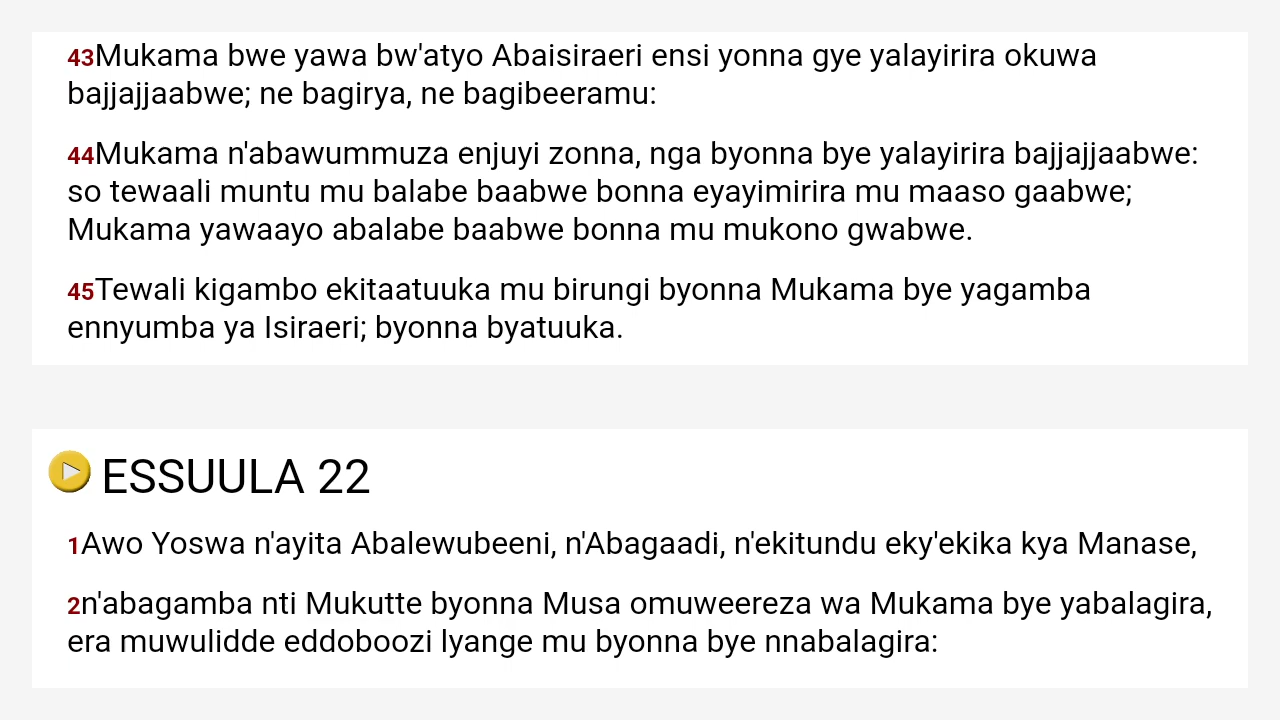 43Mukama bwe yawa bw'atyo Abaisiraeri ensi yonna gye yalayirira okuwa
bajjajjaabwe; ne bagirya, ne bagibeeramu:
44Mukama n'abawummuza enjuyi zonna, nga byonna bye yalayirira bajjajjaabwe:
so tewaali muntu mu balabe baabwe bonna eyayimirira mu maaso gaabwe;
Mukama yawaayo abalabe baabwe bonna mu mukono gwabwe.
45Tewali kigambo ekitaatuuka mu birungi byonna Mukama bye yagamba
ennyumba ya Isiraeri; byonna byatuuka.
ESSUULA 22
1Awo Yoswa n'ayita Abalewubeeni, n'Abagaadi, n'ekitundu eky'ekika kya Manase,
2n'abagamba nti Mukutte byonna Musa omuweereza wa Mukama bye yabalagira,
era muwulidde eddoboozi lyange mu byonna bye nnabalagira: